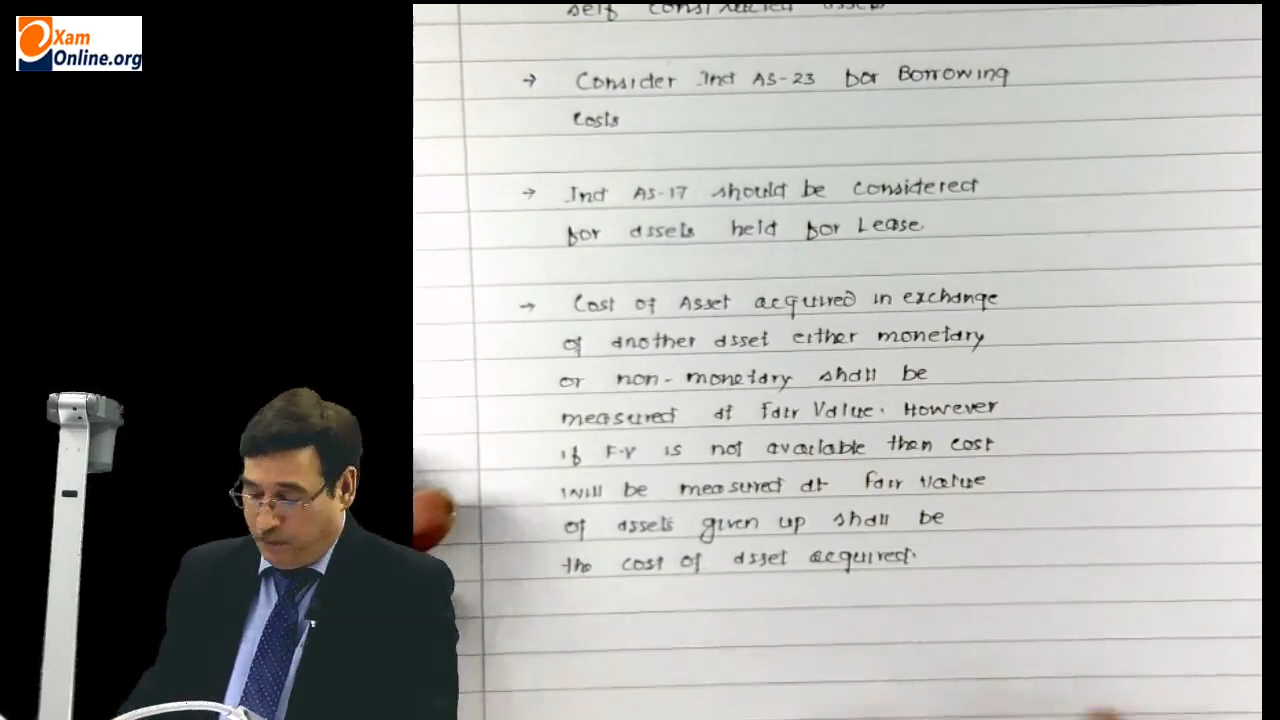 Xam
Online.org
self constructed assets
→ Consider Ind AS-23 for Borrowing
Costs
→ Ind AS-17 should be considered
for assets held for Lease.
→ Cost of Asset acquired in exchange
of another asset either monetary
or non-monetary shall be
measured at Fair Value. However
if F.V is not available then cost
will be measured at fair value
of assets given up shall be
the cost of asset acquired.